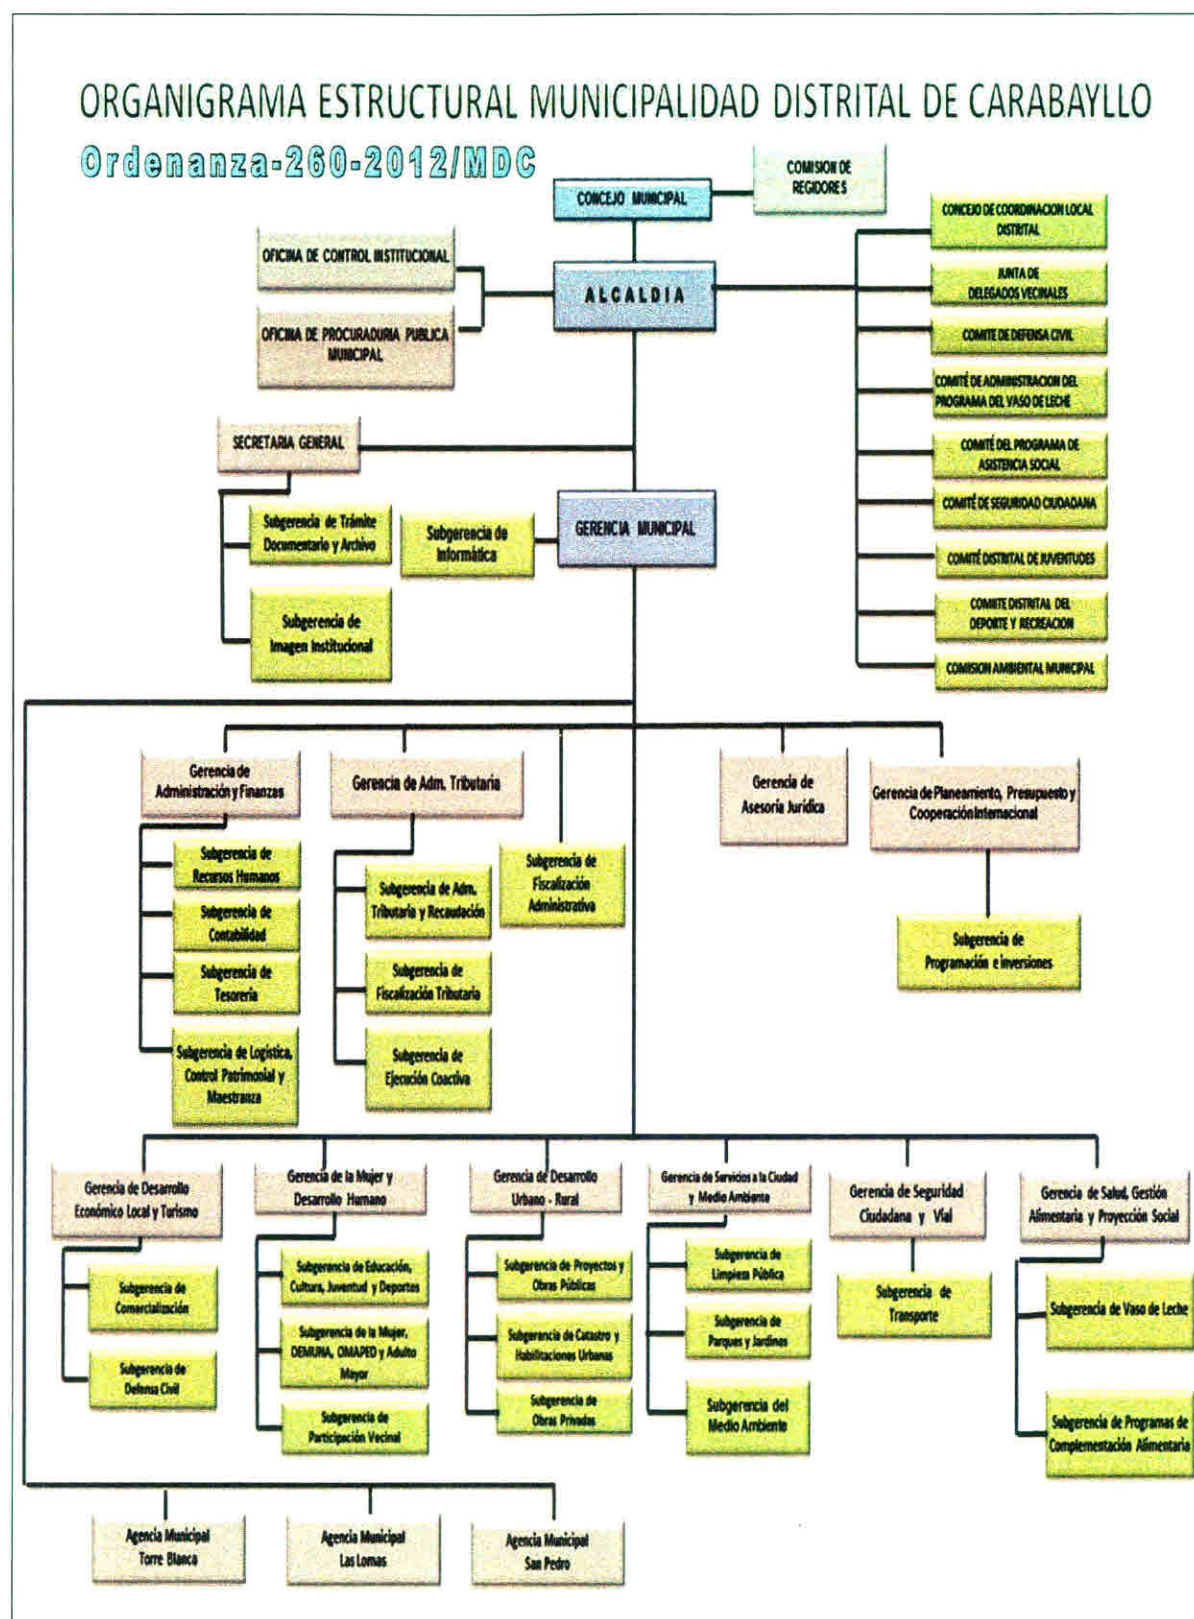 ORGANIGRAMA ESTRUCTURAL MUNICIPALIDAD DISTRITAL DE CARABAYLLO
Ordenanza-260-2012/MDC
CONCEJO MUNICIPAL
COMISION DE
REGIDORES
OFICINA DE CONTROL INSTITUCIONAL
ALCALDIA
OFICINA DE PROCURADURIA PUBLICA
MUNICIPAL
CONCEJO DE COORDINACION LOCAL
DISTRITAL
JUNTA DE
DELEGADOS VECINALES
COMITE DE DEFENSA CIVIL
COMITÉ DE ADMINISTRACION DEL
PROGRAMA DEL VASO DE LECHE
COMITÉ DEL PROGRAMA DE
ASISTENCIA SOCIAL
COMITÉ DE SEGURIDAD CIUDADANA
COMITÉ DISTRITAL DE JUVENTUDES
COMITE DISTRITAL DEL
DEPORTE Y RECREACION
COMISION AMBIENTAL MUNICIPAL
SECRETARIA GENERAL
Subgerencia de Trámite
Documentario y Archivo
Subgerencia de
Imagen Institucional
Subgerencia de
Informática
GERENCIA MUNICIPAL
Gerencia de
Administración y Finanzas
Gerencia de Adm. Tributaria
Gerencia de
Asesoría Jurídica
Gerencia de Planeamiento, Presupuesto y
Cooperación Internacional
Subgerencia de
Recursos Humanos
Subgerencia de
Contabilidad
Subgerencia de
Tesorería
Subgerencia de Logística,
Control Patrimonial y
Maestranza
Subgerencia de Adm.
Tributaria y Recaudación
Subgerencia de
Fiscalización Tributaria
Subgerencia de
Ejecución Coactiva
Subgerencia de
Fiscalización
Administrativa
Subgerencia de
Programación e inversiones
Gerencia de Desarrollo
Económico Local y Turismo
Gerencia de la Mujer y
Desarrollo Humano
Gerencia de Desarrollo
Urbano - Rural
Gerencia de Servicios a la Ciudad
y Medio Ambiente
Gerencia de Seguridad
Ciudadana y Vial
Gerencia de Salud, Gestión
Alimentaria y Proyección Social
Subgerencia de
Comercialización
Subgerencia de
Defensa Civil
Subgerencia de Educación,
Cultura, Juventud y Deportes
Subgerencia de la Mujer,
DEMUNA, OMAPED y Adulto
Mayor
Subgerencia de
Participación Vecinal
Subgerencia de Proyectos y
Obras Públicas
Subgerencia de Catastro y
Habilitaciones Urbanas
Subgerencia de
Obras Privadas
Subgerencia de
Limpieza Pública
Subgerencia de
Parques y Jardines
Subgerencia del
Medio Ambiente
Subgerencia de
Transporte
Subgerencia de Vaso de Leche
Subgerencia de Programas de
Complementación Alimentaria
Agencia Municipal
Torre Blanca
Agencia Municipal
Las Lomas
Agencia Municipal
San Pedro